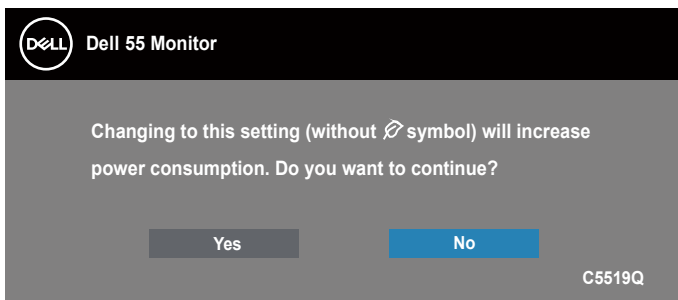 DELL Dell 55 Monitor
Changing to this setting (without symbol) will increase
power consumption. Do you want to continue?
Yes No
C5519Q